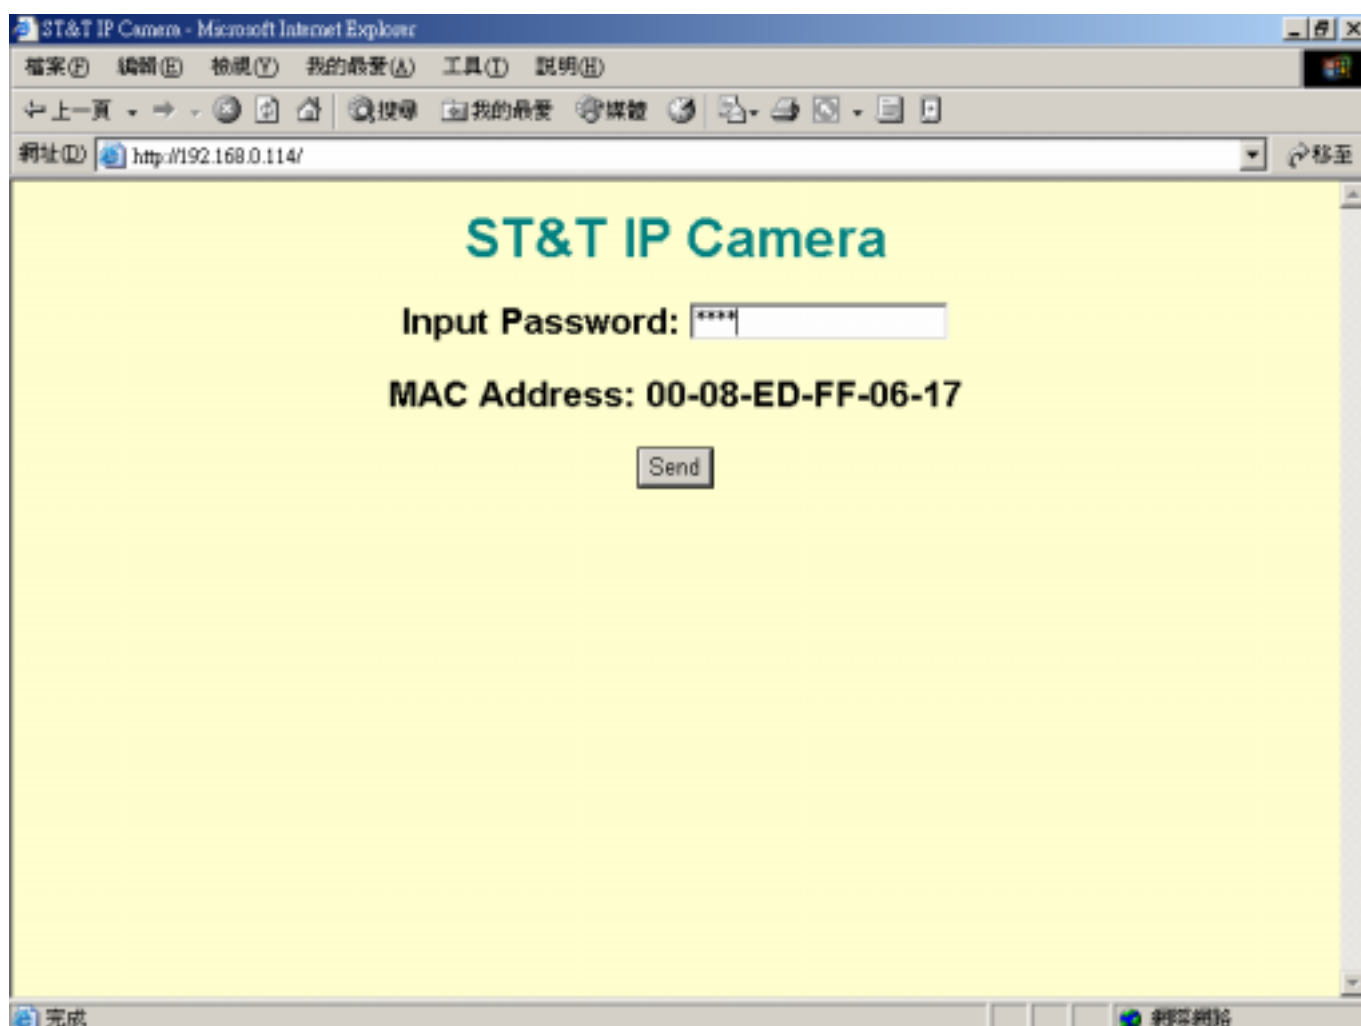 ST&T IP Camera - Microsoft Internet Explorer
檔案(F) 編輯(E) 檢視(V) 我的最愛(A) 工具(T) 說明(H)
上一頁 搜尋 我的最愛 媒體
網址(D) http://192.168.0.114/ 移至
ST&T IP Camera
Input Password: ****
MAC Address: 00-08-ED-FF-06-17
Send
完成 網際網路